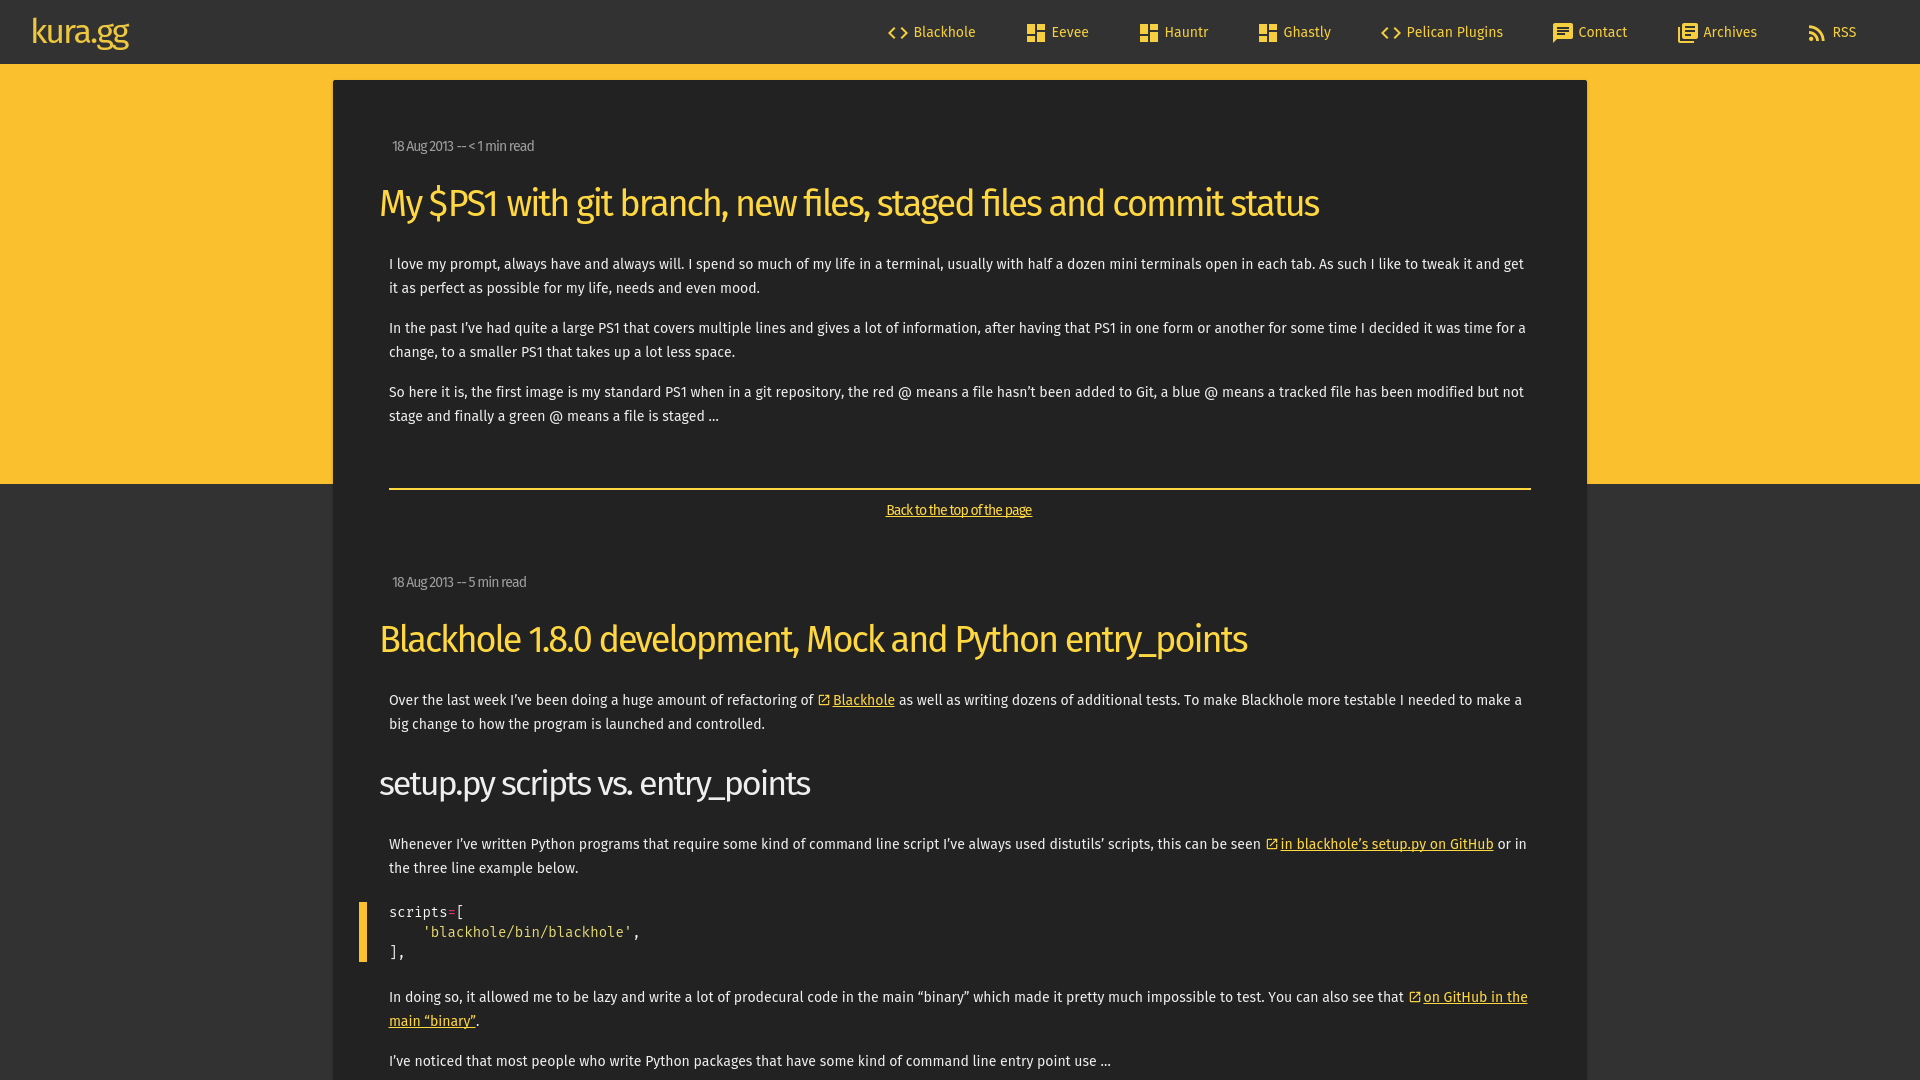 kura.gg
Blackhole
Eevee
Hauntr
Ghastly
Pelican Plugins
Contact
Archives
RSS
18 Aug 2013 -- < 1 min read
My $PS1 with git branch, new files, staged files and commit status
I love my prompt, always have and always will. I spend so much of my life in a terminal, usually with half a dozen mini terminals open in each tab. As such I like to tweak it and get
it as perfect as possible for my life, needs and even mood.
In the past I’ve had quite a large PS1 that covers multiple lines and gives a lot of information, after having that PS1 in one form or another for some time I decided it was time for a
change, to a smaller PS1 that takes up a lot less space.
So here it is, the first image is my standard PS1 when in a git repository, the red @ means a file hasn’t been added to Git, a blue @ means a tracked file has been modified but not
stage and finally a green @ means a file is staged …
Back to the top of the page
18 Aug 2013 -- 5 min read
Blackhole 1.8.0 development, Mock and Python entry_points
Over the last week I’ve been doing a huge amount of refactoring of Blackhole as well as writing dozens of additional tests. To make Blackhole more testable I needed to make a
big change to how the program is launched and controlled.
setup.py scripts vs. entry_points
Whenever I’ve written Python programs that require some kind of command line script I’ve always used distutils’ scripts, this can be seen in blackhole’s setup.py on GitHub or in
the three line example below.
scripts=[
    'blackhole/bin/blackhole',
],
In doing so, it allowed me to be lazy and write a lot of prodecural code in the main “binary” which made it pretty much impossible to test. You can also see that on GitHub in the
main “binary”.
I’ve noticed that most people who write Python packages that have some kind of command line entry point use …